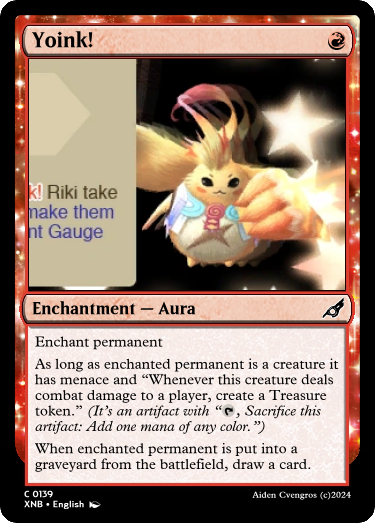 Yoink!
k! Riki take
make them
nt Gauge
Enchantment — Aura
Enchant permanent
As long as enchanted permanent is a creature it
has menace and “Whenever this creature deals
combat damage to a player, create a Treasure
token.” (It’s an artifact with “, Sacrifice this
artifact: Add one mana of any color.”)
When enchanted permanent is put into a
graveyard from the battlefield, draw a card.
C 0139
XNB • English
Aiden Cvengros (c)2024